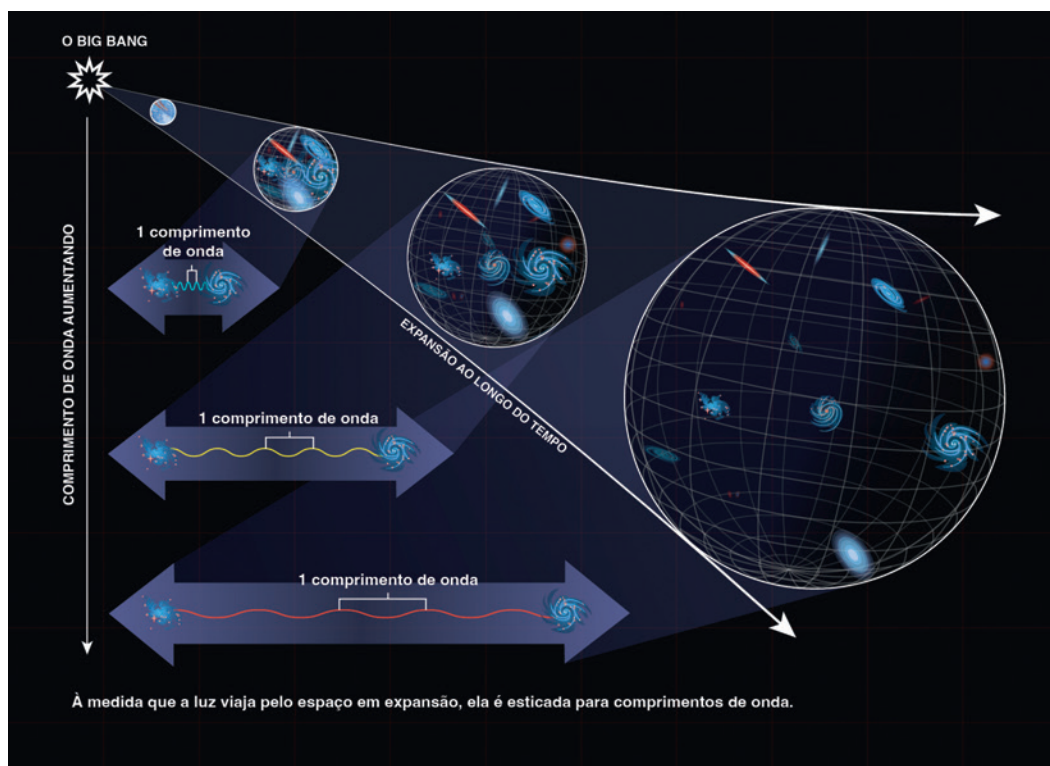 O BIG BANG
1 comprimento
de onda
COMPRIMENTO DE ONDA AUMENTANDO
EXPANSÃO AO LONGO DO TEMPO
1 comprimento de onda
1 comprimento de onda
À medida que a luz viaja pelo espaço em expansão, ela é esticada para comprimentos de onda.